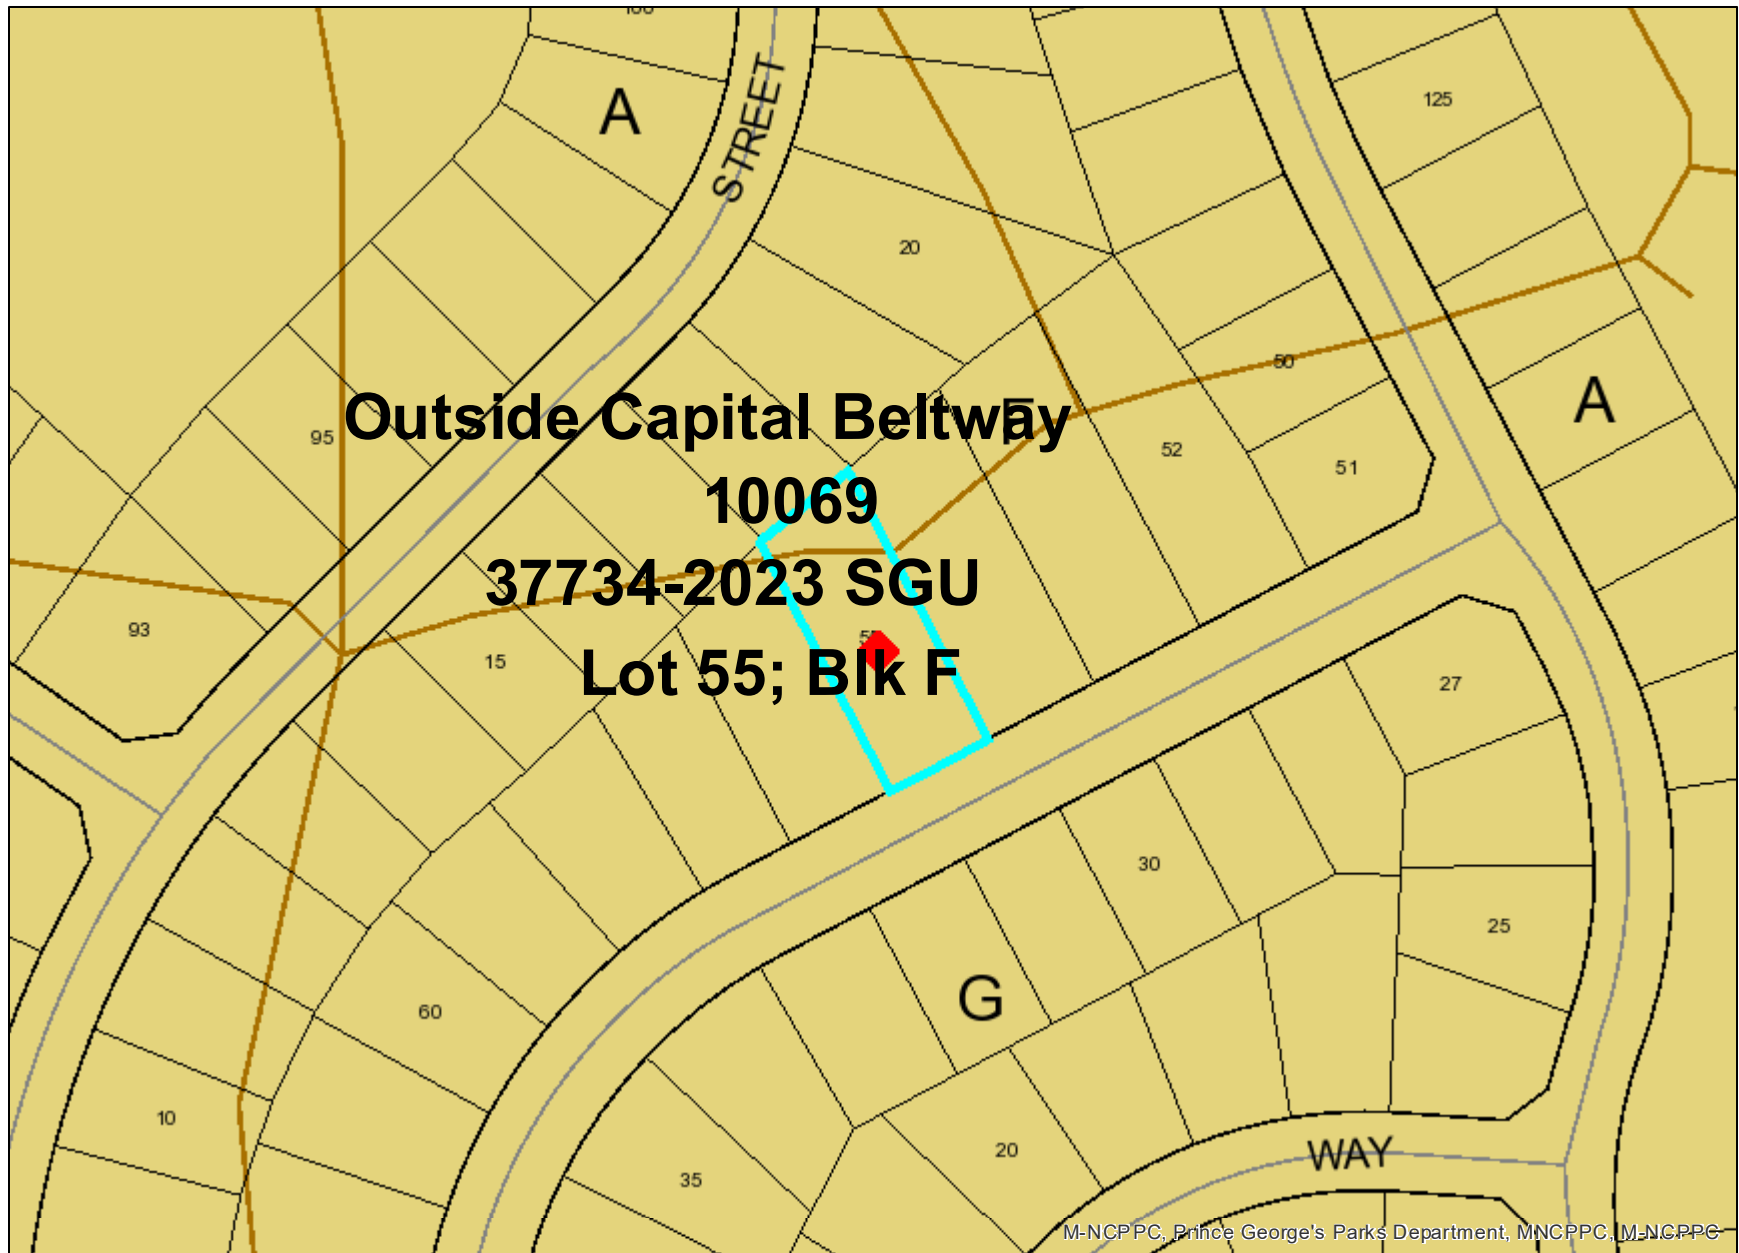 A
STREET
125
20
50
A
F
Outside Capital Beltway
95
52
51
10069
37734-2023 SGU
93
15
Lot 55; Blk F
27
30
25
G
60
10
20
35
WAY
M-NCPPC, Prince George's Parks Department, MNCPPC, M-NCPPC